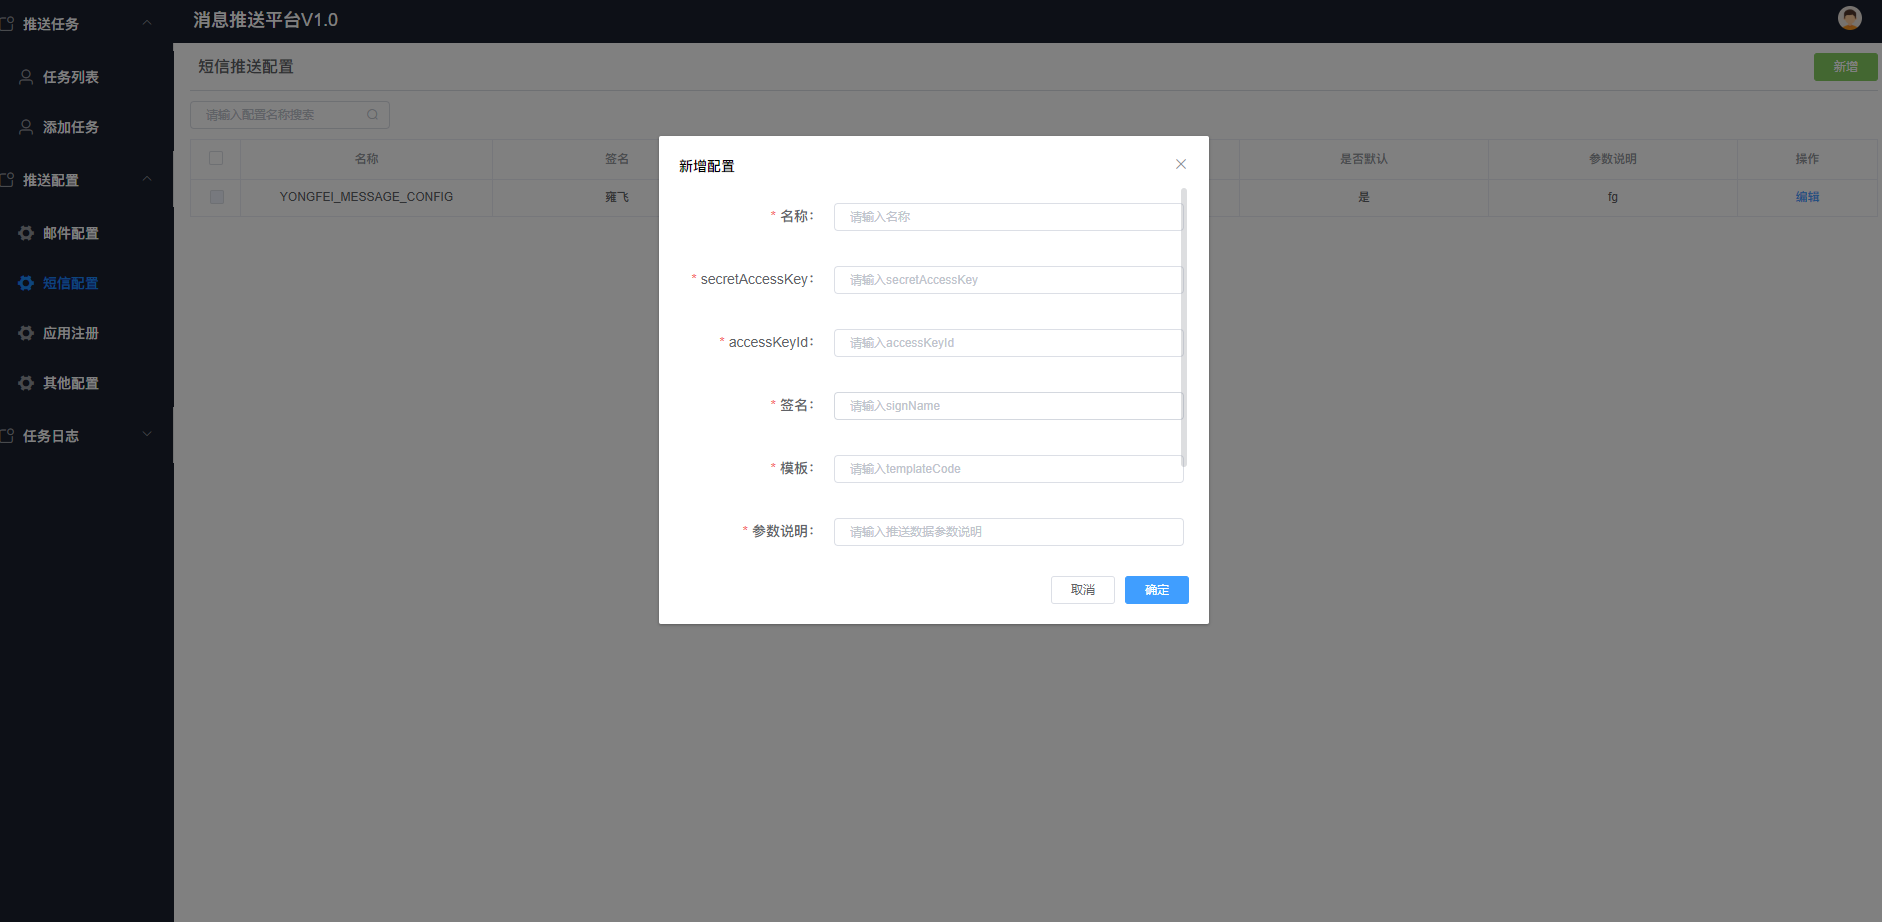 推送任务
任务列表
添加任务
推送配置
邮件配置
短信配置
应用注册
其他配置
任务日志
消息推送平台V1.0
短信推送配置
新增
请输入配置名称搜索
名称 签名 是否默认 参数说明 操作
YONGFEI_MESSAGE_CONFIG 雍飞 是 fg 编辑
新增配置
* 名称：
请输入名称
* secretAccessKey：
请输入secretAccessKey
* accessKeyId：
请输入accessKeyId
* 签名：
请输入signName
* 模板：
请输入templateCode
* 参数说明：
请输入推送数据参数说明
取消 确定